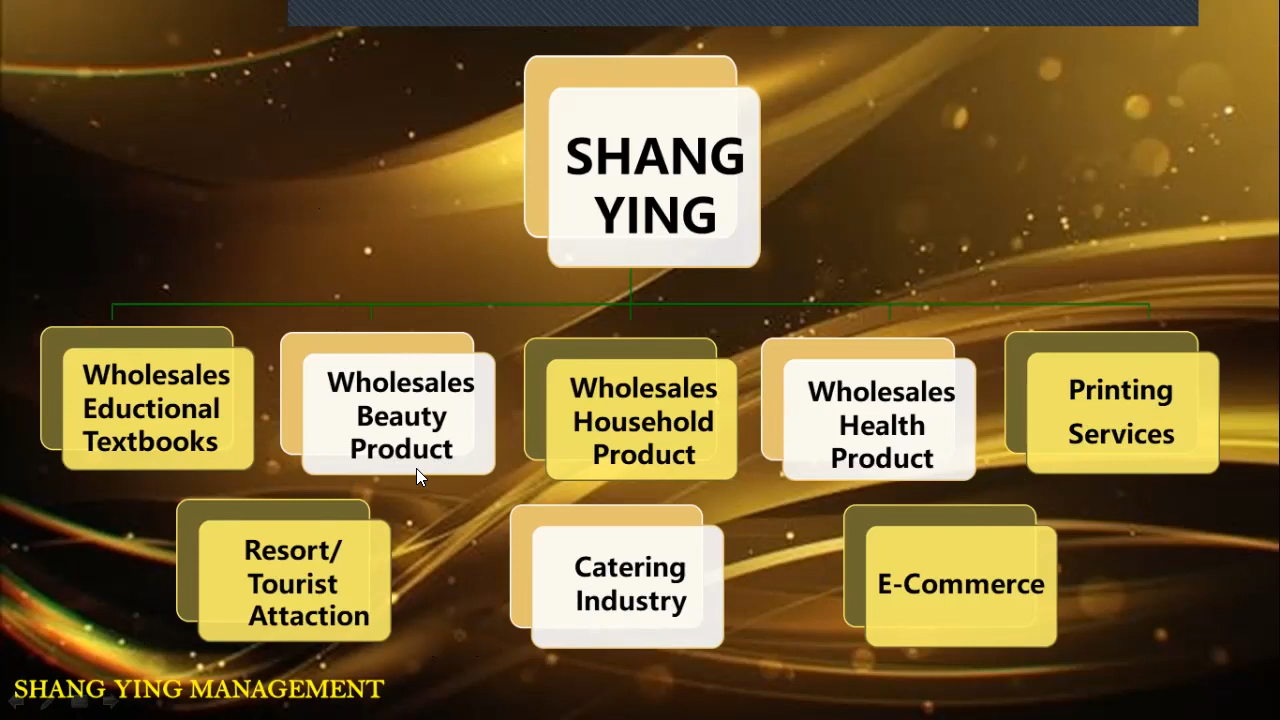 SHANG
YING
Wholesales
Eductional
Textbooks
Wholesales
Beauty
Product
Wholesales
Household
Product
Wholesales
Health
Product
Printing
Services
Resort/
Tourist
Attaction
Catering
Industry
E-Commerce
SHANG YING MANAGEMENT